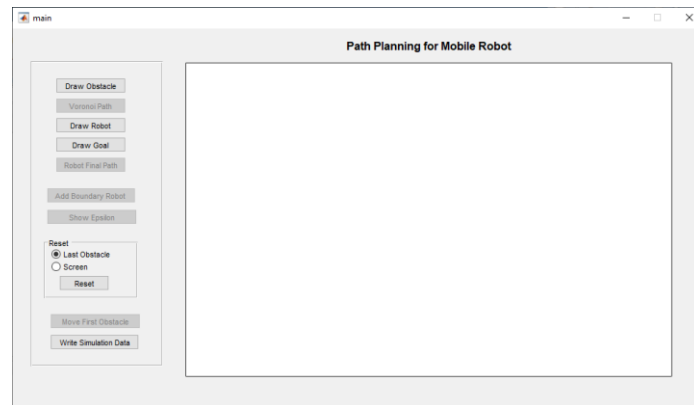 main
Path Planning for Mobile Robot
Draw Obstacle
Voronoi Path
Draw Robot
Draw Goal
Robot Final Path
Add Boundary Robot
Show Epsilon
Reset
Last Obstacle
Screen
Reset
Move First Obstacle
Write Simulation Data